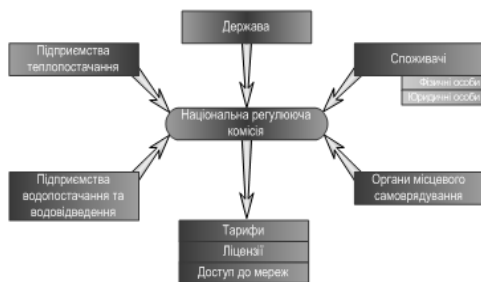 Держава
Підприємства
теплопостачання
Споживачі
Фізичні особи
Юридичні особи
Національна регулююча
комісія
Підприємства
водопостачання та
водовідведення
Органи місцевого
самоврядування
Тарифи
Ліцензії
Доступ до мереж